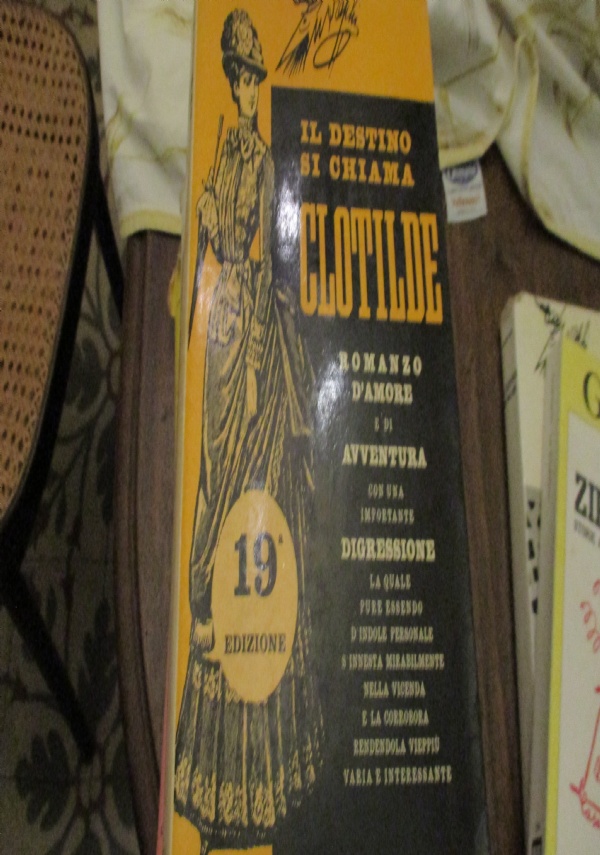 IL DESTINO
SI CHIAMA
CLOTILDE
ROMANZO
D'AMORE
E DI
AVVENTURA
CON UNA
IMPORTANTE
DIGRESSIONE
LA QUALE
PURE ESSENDO
D'INDOLE PERSONALE
S'INNESTA MIRABILMENTE
NELLA VICENDA
E LA CORROBORA
RENDENDOLA VIEPPIÙ
VARIA E INTERESSANTE
19ª
EDIZIONE